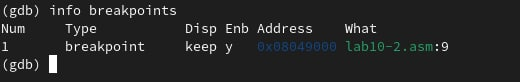 (gdb) info breakpoints
Num     Type           Disp Enb Address    What
1       breakpoint     keep y   0x08049000 lab10-2.asm:9
(gdb)